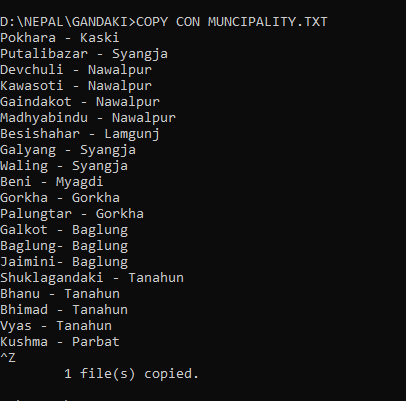 D:\NEPAL\GANDAKI>COPY CON MUNCIPALITY.TXT
Pokhara - Kaski
Putalibazar - Syangja
Devchuli - Nawalpur
Kawasoti - Nawalpur
Gaindakot - Nawalpur
Madhyabindu - Nawalpur
Besishahar - Lamgunj
Galyang - Syangja
Waling - Syangja
Beni - Myagdi
Gorkha - Gorkha
Palungtar - Gorkha
Galkot - Baglung
Baglung- Baglung
Jaimini- Baglung
Shuklagandaki - Tanahun
Bhanu - Tanahun
Bhimad - Tanahun
Vyas - Tanahun
Kushma - Parbat
^Z
        1 file(s) copied.